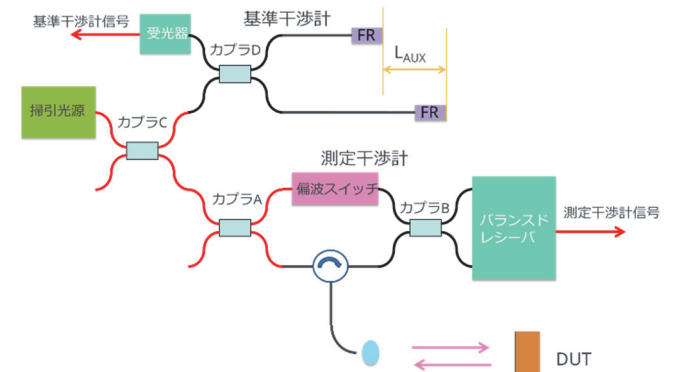 基準干渉計信号
受光器
基準干渉計
カプラD
FR
LAUX
FR
掃引光源
カプラC
測定干渉計
カプラA
偏波スイッチ
カプラB
バランスド
レシーバ
測定干渉計信号
DUT